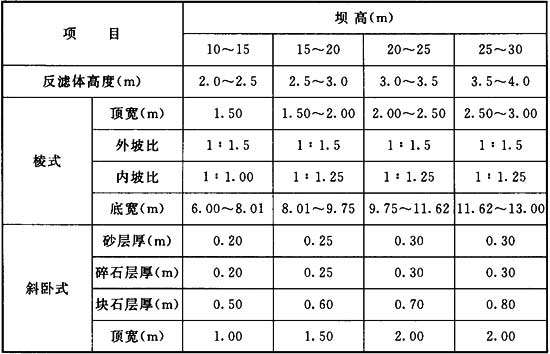 项 目 坝高(m)
10～15 15～20 20～25 25～30
反滤体高度(m) 2.0～2.5 2.5～3.0 3.0～3.5 3.5～4.0
棱式 顶宽(m) 1.50 1.50～2.00 2.00～2.50 2.50～3.00
外坡比 1∶1.5 1∶1.5 1∶1.5 1∶1.5
内坡比 1∶1.00 1∶1.25 1∶1.25 1∶1.25
底宽(m) 6.00～8.01 8.01～9.75 9.75～11.62 11.62～13.00
斜卧式 砂层厚(m) 0.20 0.25 0.30 0.30
碎石层厚(m) 0.20 0.25 0.30 0.30
块石层厚(m) 0.50 0.60 0.70 0.80
顶宽(m) 1.00 1.50 2.00 2.00